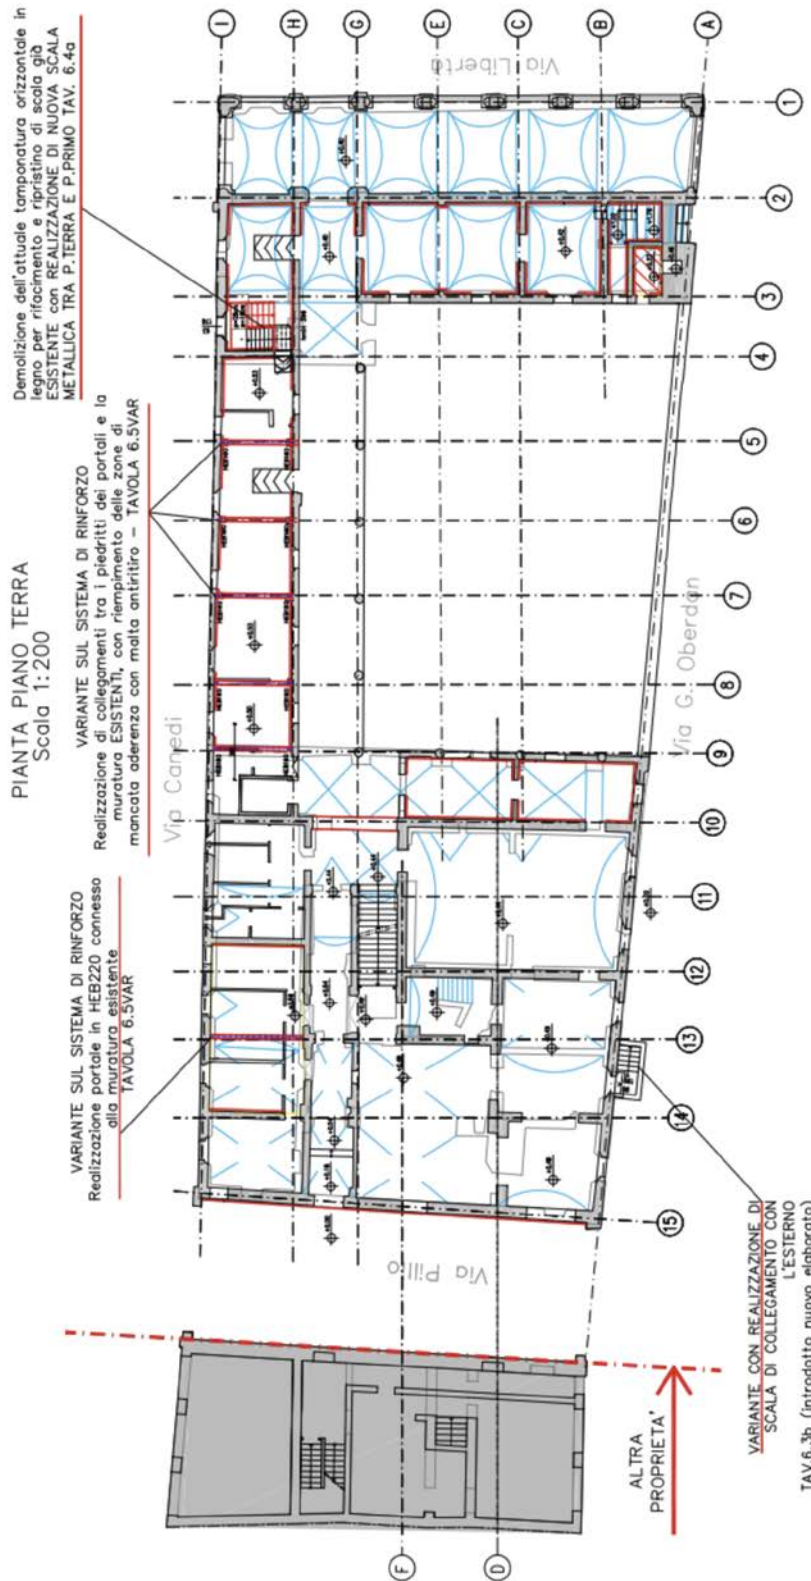 PIANTA PIANO TERRA
Scala 1:200
Demolizione dell'attuale tamponatura orizzontale in
legno per rifacimento e ripristino di scala già
ESISTENTE con REALIZZAZIONE DI NUOVA SCALA
METALLICA TRA P.TERRA E P.PRIMO TAV. 6.4a
VARIANTE SUL SISTEMA DI RINFORZO
Realizzazione di collegamenti tra i piedritti dei portali e la
muratura ESISTENTI, con riempimento delle zone di
mancata aderenza con malta antiritiro – TAVOLA 6.5VAR
VARIANTE SUL SISTEMA DI RINFORZO
Realizzazione portale in HEB220 connesso
alla muratura esistente
TAVOLA 6.5VAR
Via Canedi
Via Libertà
Via G. Oberdan
Via Pillio
I
H
G
E
C
B
A
1
2
3
4
5
6
7
8
9
10
11
12
13
14
15
F
D
ALTRA
PROPRIETA'
VARIANTE CON REALIZZAZIONE DI
SCALA DI COLLEGAMENTO CON
L'ESTERNO
TAV.6.3b (introdotto nuovo elaborato)